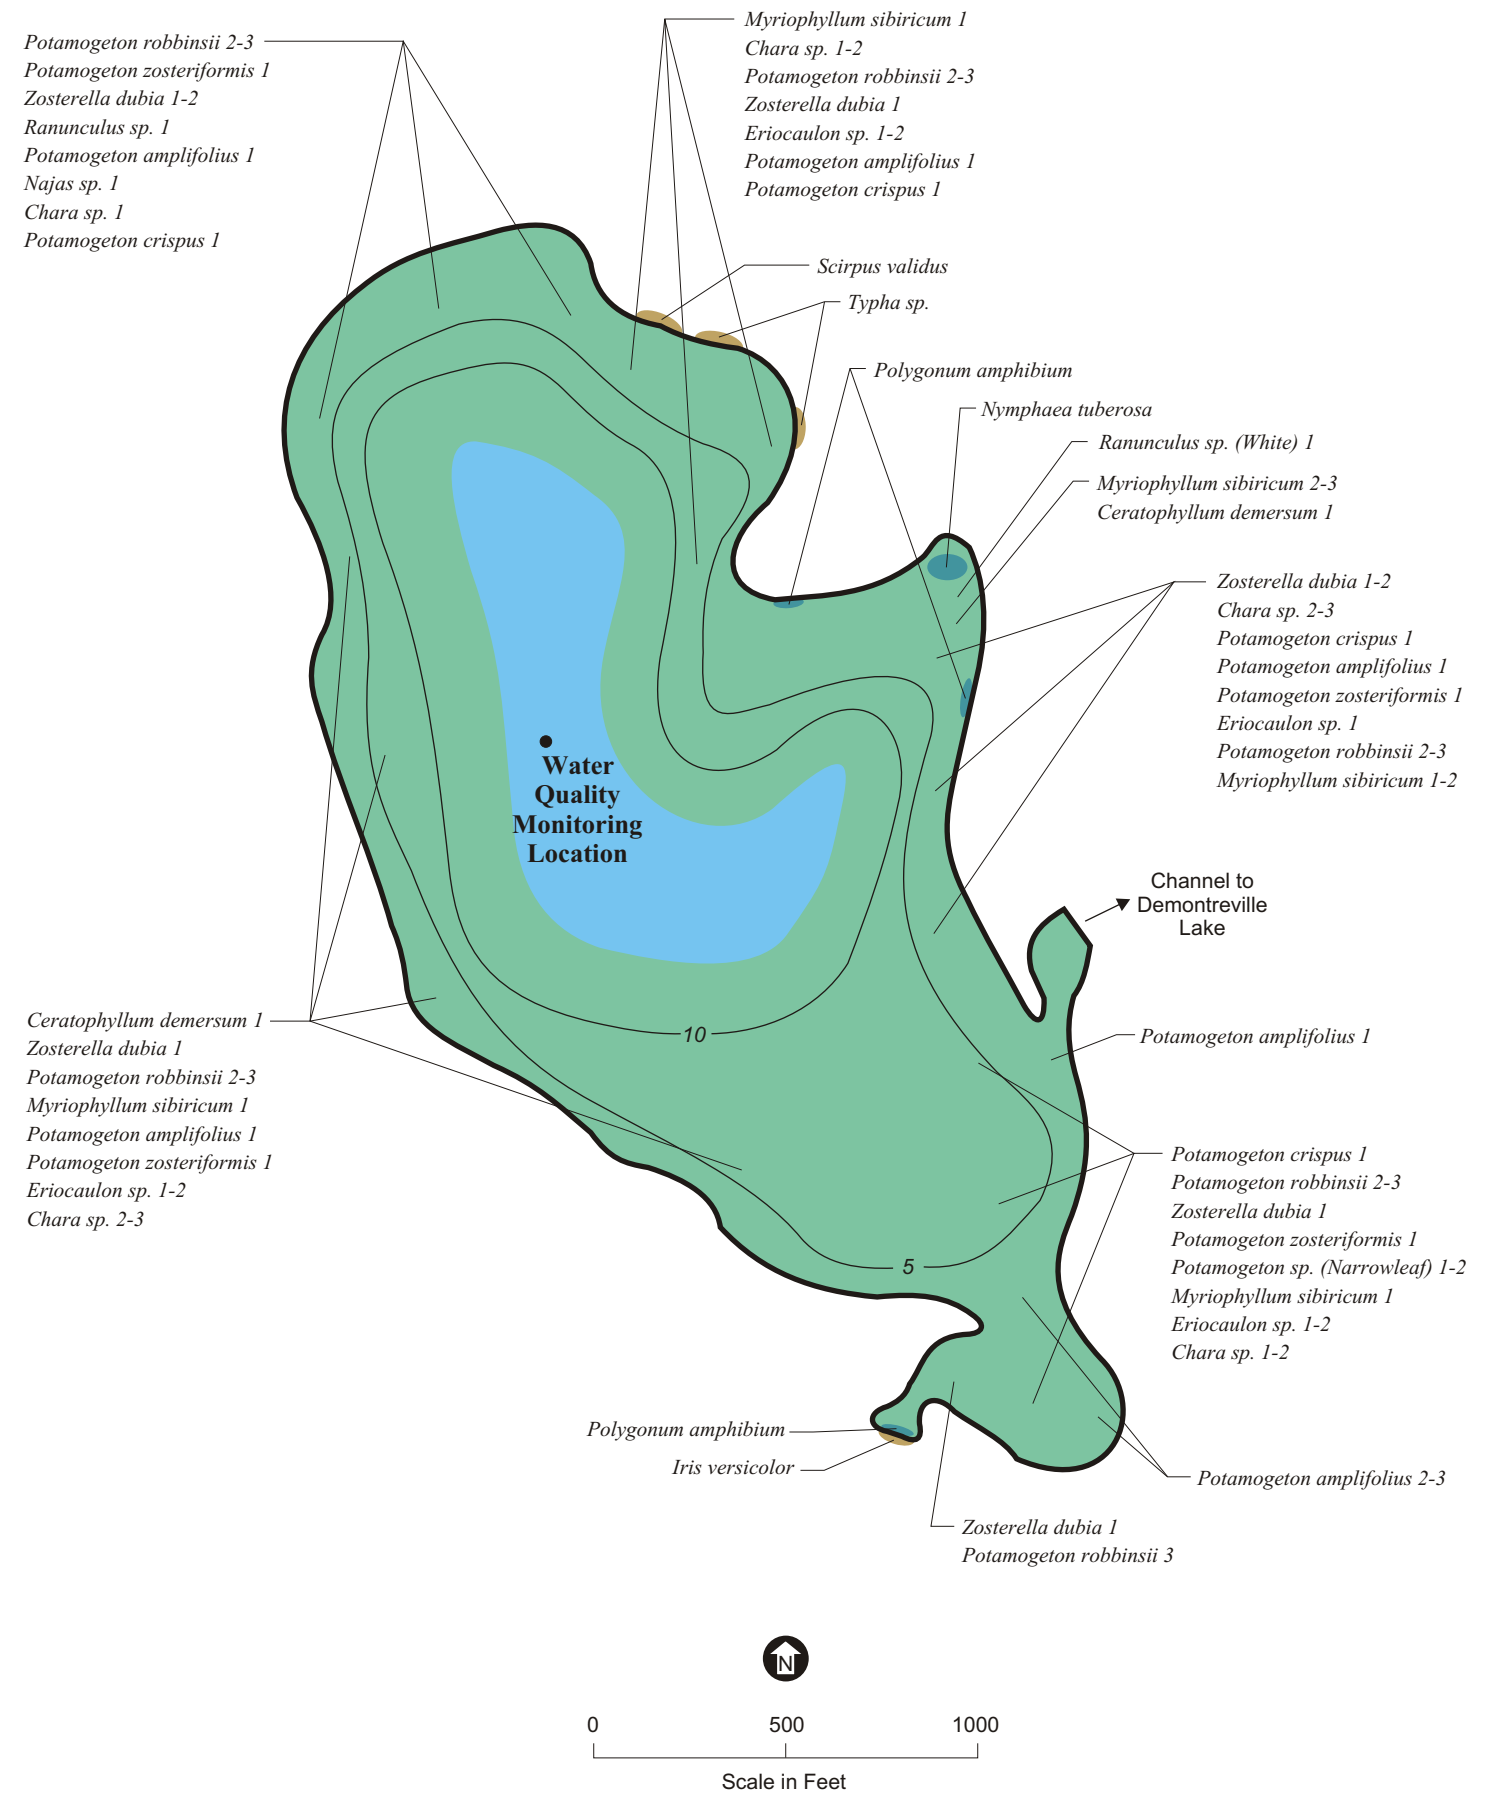 Potamogeton robbinsii 2-3
Potamogeton zosteriformis 1
Zosterella dubia 1-2
Ranunculus sp. 1
Potamogeton amplifolius 1
Najas sp. 1
Chara sp. 1
Potamogeton crispus 1
Myriophyllum sibiricum 1
Chara sp. 1-2
Potamogeton robbinsii 2-3
Zosterella dubia 1
Eriocaulon sp. 1-2
Potamogeton amplifolius 1
Potamogeton crispus 1
Scirpus validus
Typha sp.
Polygonum amphibium
Nymphaea tuberosa
Ranunculus sp. (White) 1
Myriophyllum sibiricum 2-3
Ceratophyllum demersum 1
Zosterella dubia 1-2
Chara sp. 2-3
Potamogeton crispus 1
Potamogeton amplifolius 1
Potamogeton zosteriformis 1
Eriocaulon sp. 1
Potamogeton robbinsii 2-3
Myriophyllum sibiricum 1-2
Water
Quality
Monitoring
Location
Channel to
Demontreville
Lake
Ceratophyllum demersum 1
Zosterella dubia 1
Potamogeton robbinsii 2-3
Myriophyllum sibiricum 1
Potamogeton amplifolius 1
Potamogeton zosteriformis 1
Eriocaulon sp. 1-2
Chara sp. 2-3
10
Potamogeton amplifolius 1
Potamogeton crispus 1
Potamogeton robbinsii 2-3
Zosterella dubia 1
Potamogeton zosteriformis 1
Potamogeton sp. (Narrowleaf) 1-2
Myriophyllum sibiricum 1
Eriocaulon sp. 1-2
Chara sp. 1-2
5
Polygonum amphibium
Iris versicolor
Potamogeton amplifolius 2-3
Zosterella dubia 1
Potamogeton robbinsii 3
N
0 500 1000
Scale in Feet